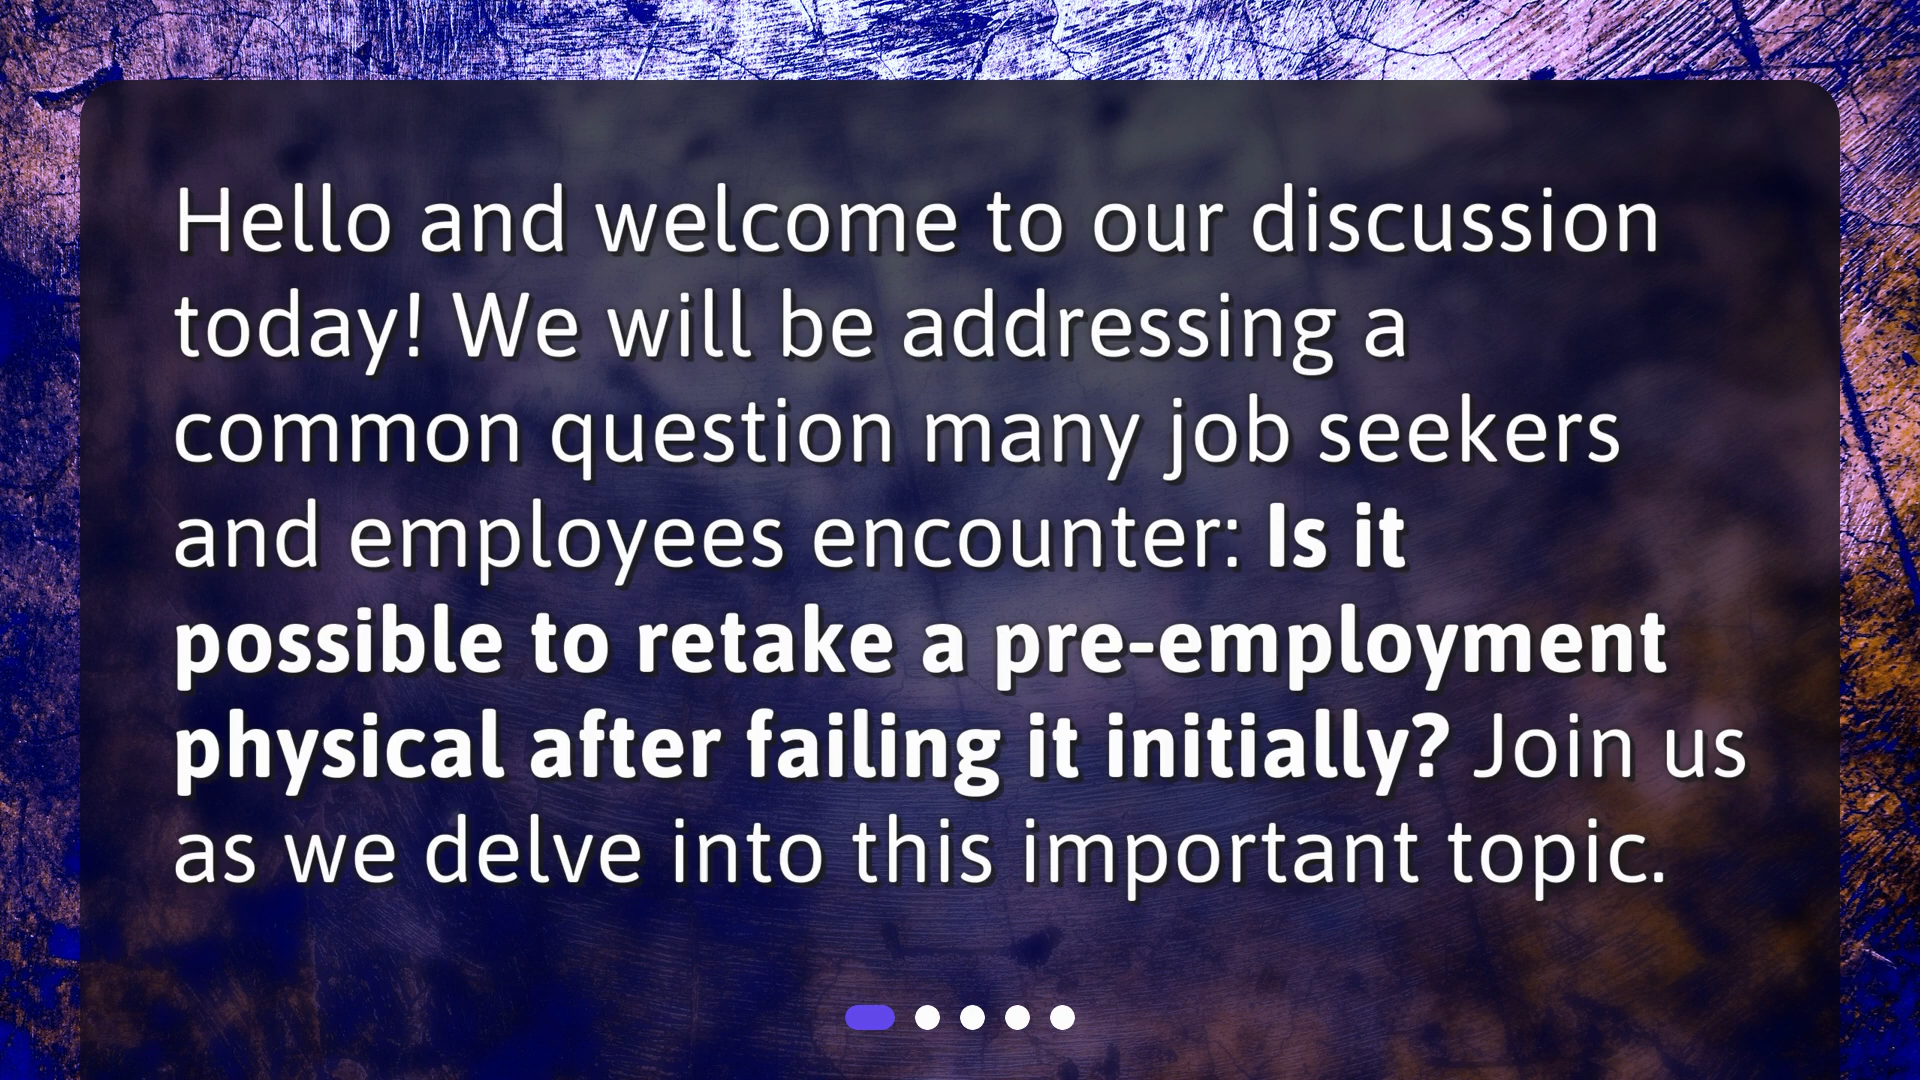 Hello and welcome to our discussion
today! We will be addressing a
common question many job seekers
and employees encounter: Is it
possible to retake a pre-employment
physical after failing it initially? Join us
as we delve into this important topic.